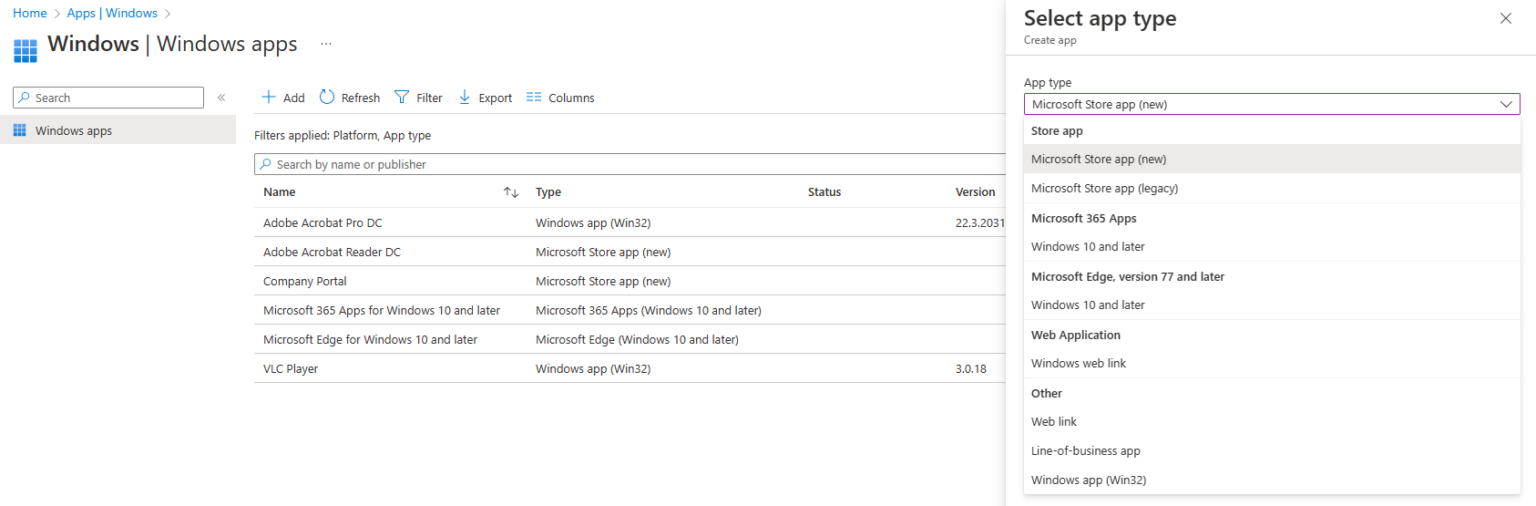 Home > Apps | Windows >
Windows | Windows apps ...
Search «
Windows apps
Add Refresh Filter Export Columns
Filters applied: Platform, App type
Search by name or publisher
Name Type Status Version
Adobe Acrobat Pro DC Windows app (Win32) 22.3.2031
Adobe Acrobat Reader DC Microsoft Store app (new)
Company Portal Microsoft Store app (new)
Microsoft 365 Apps for Windows 10 and later Microsoft 365 Apps (Windows 10 and later)
Microsoft Edge for Windows 10 and later Microsoft Edge (Windows 10 and later)
VLC Player Windows app (Win32) 3.0.18
Select app type
Create app
App type
Microsoft Store app (new)
Store app
Microsoft Store app (new)
Microsoft Store app (legacy)
Microsoft 365 Apps
Windows 10 and later
Microsoft Edge, version 77 and later
Windows 10 and later
Web Application
Windows web link
Other
Web link
Line-of-business app
Windows app (Win32)